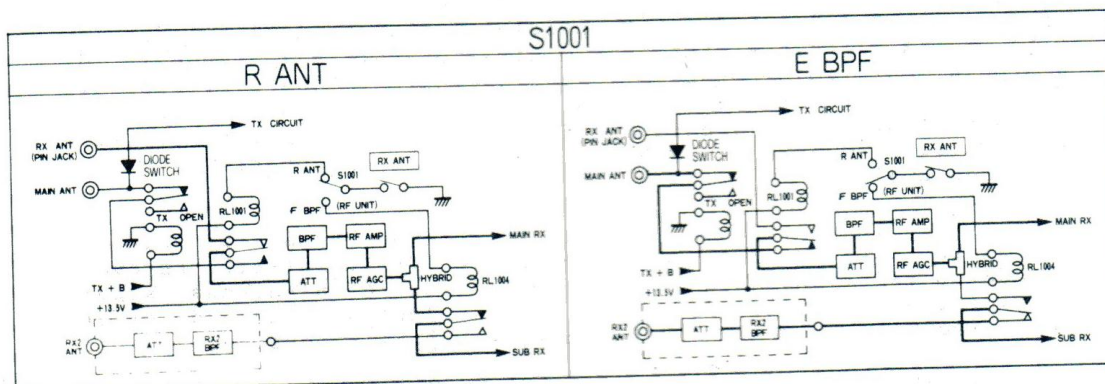 S1001
R ANT
E BPF
TX CIRCUIT
RX ANT
(PIN JACK)
DIODE
SWITCH
RX ANT
R ANT
S1001
MAIN ANT
RL1001
F BPF
(RF UNIT)
TX OPEN
BPF
RF AMP
MAIN RX
ATT
RF AGC
HYBRID
RL1004
TX + B
+13.5V
RX2
ANT
ATT
RX2
BPF
SUB RX
TX CIRCUIT
RX ANT
(PIN JACK)
DIODE
SWITCH
RX ANT
R ANT
S1001
MAIN ANT
RL1001
F BPF
(RF UNIT)
TX OPEN
BPF
RF AMP
MAIN RX
ATT
RF AGC
HYBRID
RL1004
TX + B
+13.5V
RX2
ANT
ATT
RX2
BPF
SUB RX